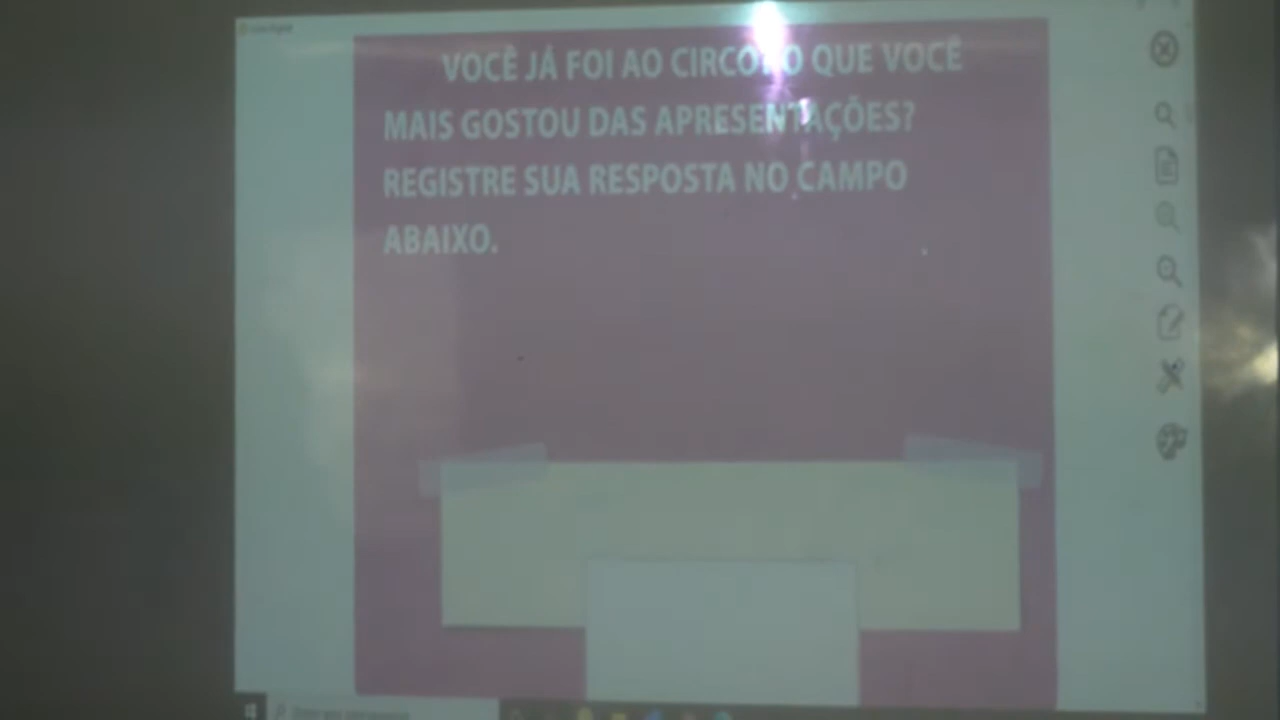 VOCÊ JÁ FOI AO CIRCO? O QUE VOCÊ
MAIS GOSTOU DAS APRESENTAÇÕES?
REGISTRE SUA RESPOSTA NO CAMPO
ABAIXO.